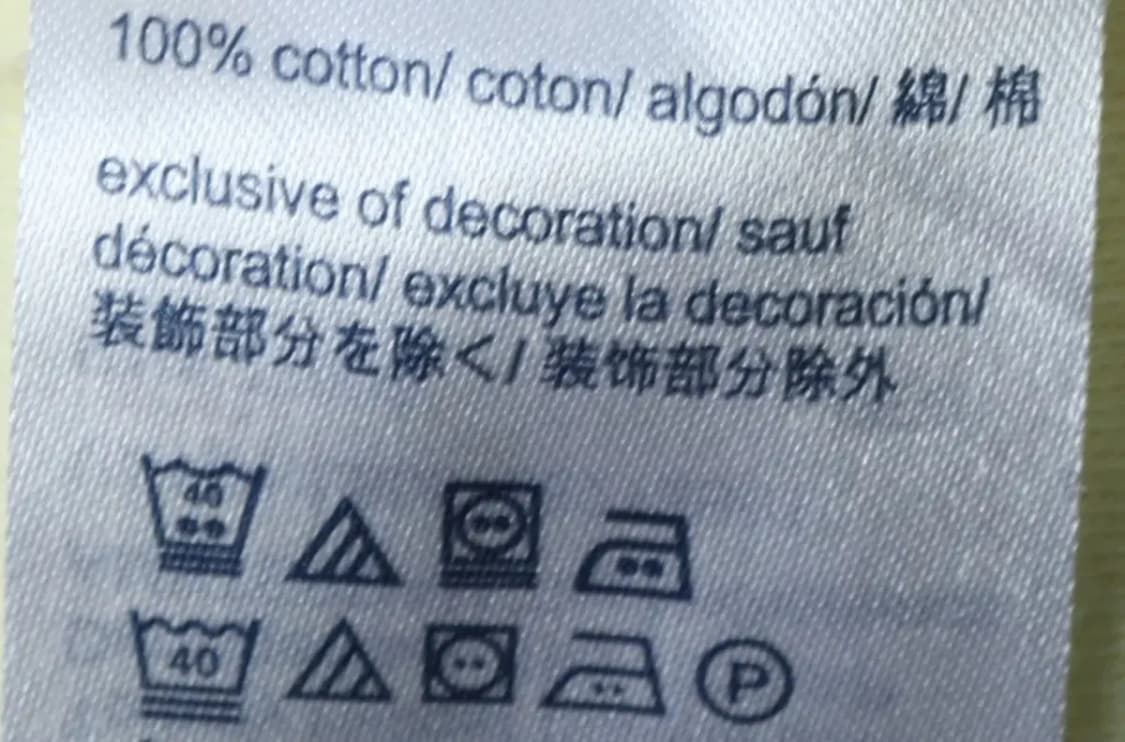 100% cotton/ coton/ algodón/ 綿/ 棉
exclusive of decoration/ sauf
décoration/ excluye la decoración/
装飾部分を除く/ 装饰部分除外
40
40 P